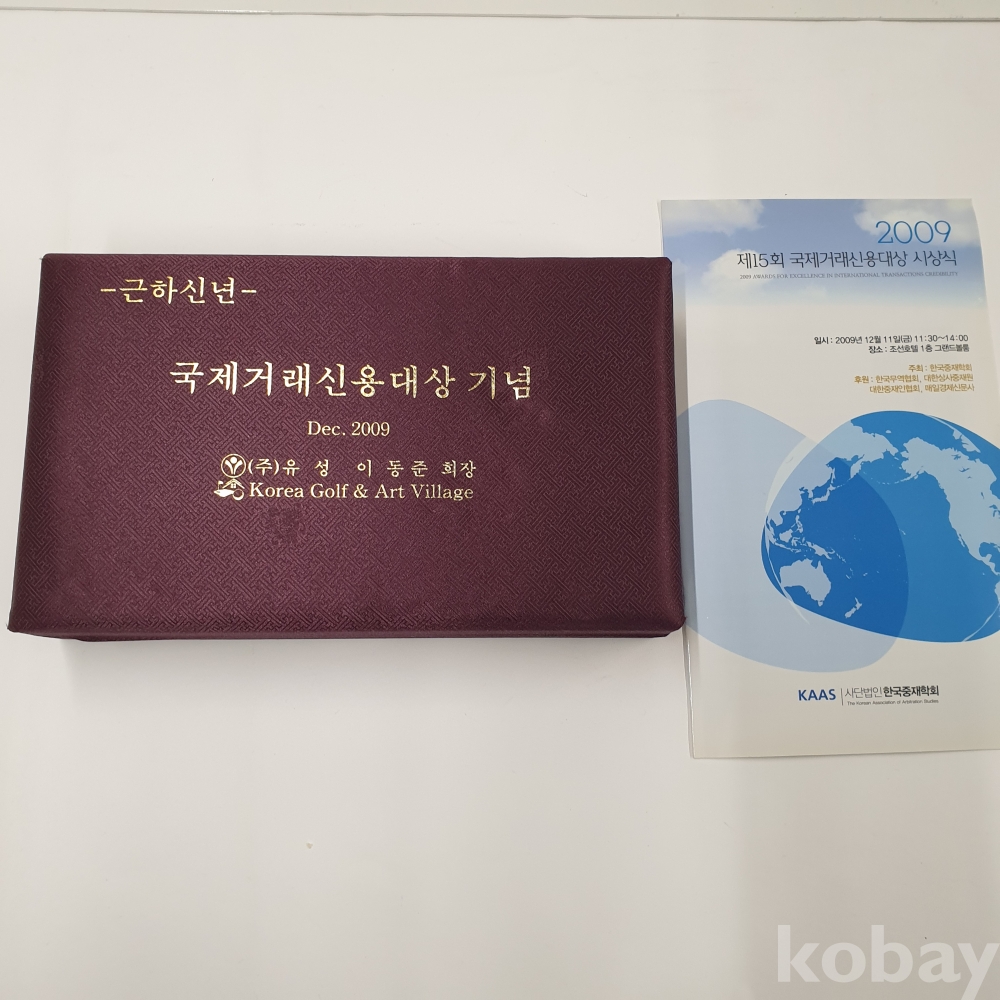 -근하신년-
국제거래신용대상 기념
Dec. 2009
(주)유 성 이 동 준 회장
Korea Golf & Art Village
2009
제15회 국제거래신용대상 시상식
2009 AWARDS FOR EXCELLENCE IN INTERNATIONAL TRANSACTIONS CREDIBILITY
일시 : 2009년 12월 11일(금) 11:30~14:00
장소 : 조선호텔 1층 그랜드볼룸
주최 : 한국중재학회
후원 : 한국무역협회, 대한상사중재원
대한중재인협회, 매일경제신문사
KAAS 사단법인 한국중재학회
The Korean Association of Arbitration Studies
kobay